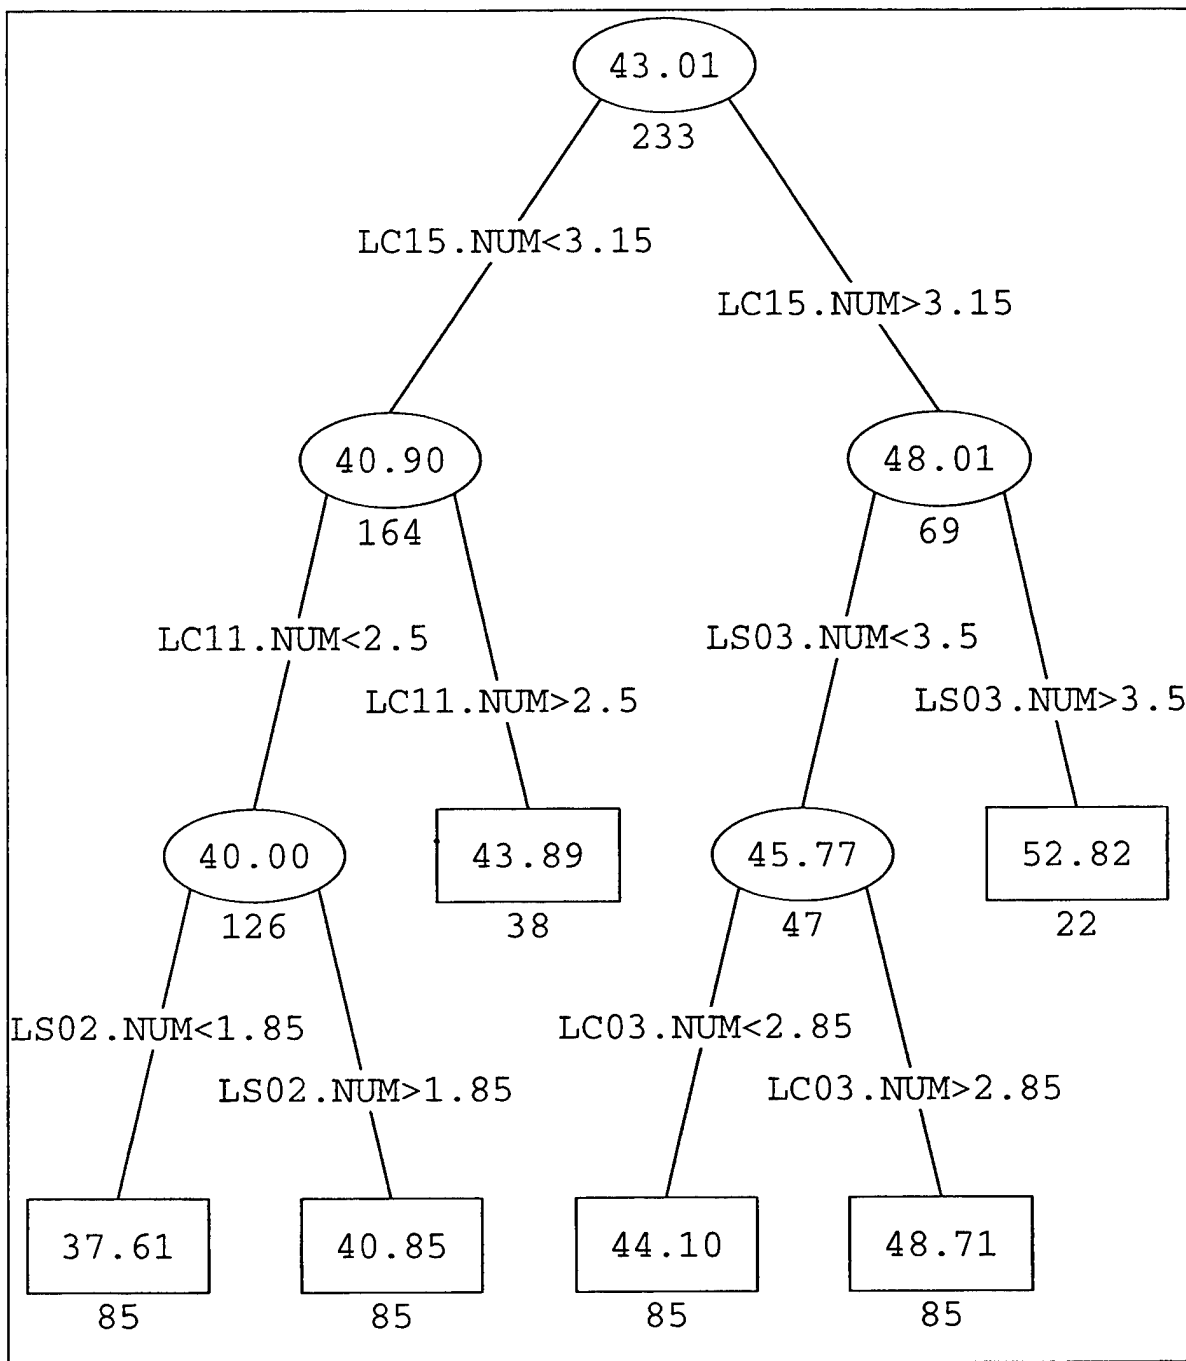 43.01
233
LC15.NUM<3.15
LC15.NUM>3.15
40.90
48.01
164
69
LC11.NUM<2.5
LS03.NUM<3.5
LC11.NUM>2.5
LS03.NUM>3.5
40.00
43.89
45.77
52.82
126
38
47
22
LS02.NUM<1.85
LC03.NUM<2.85
LS02.NUM>1.85
LC03.NUM>2.85
37.61
40.85
44.10
48.71
85
85
85
85